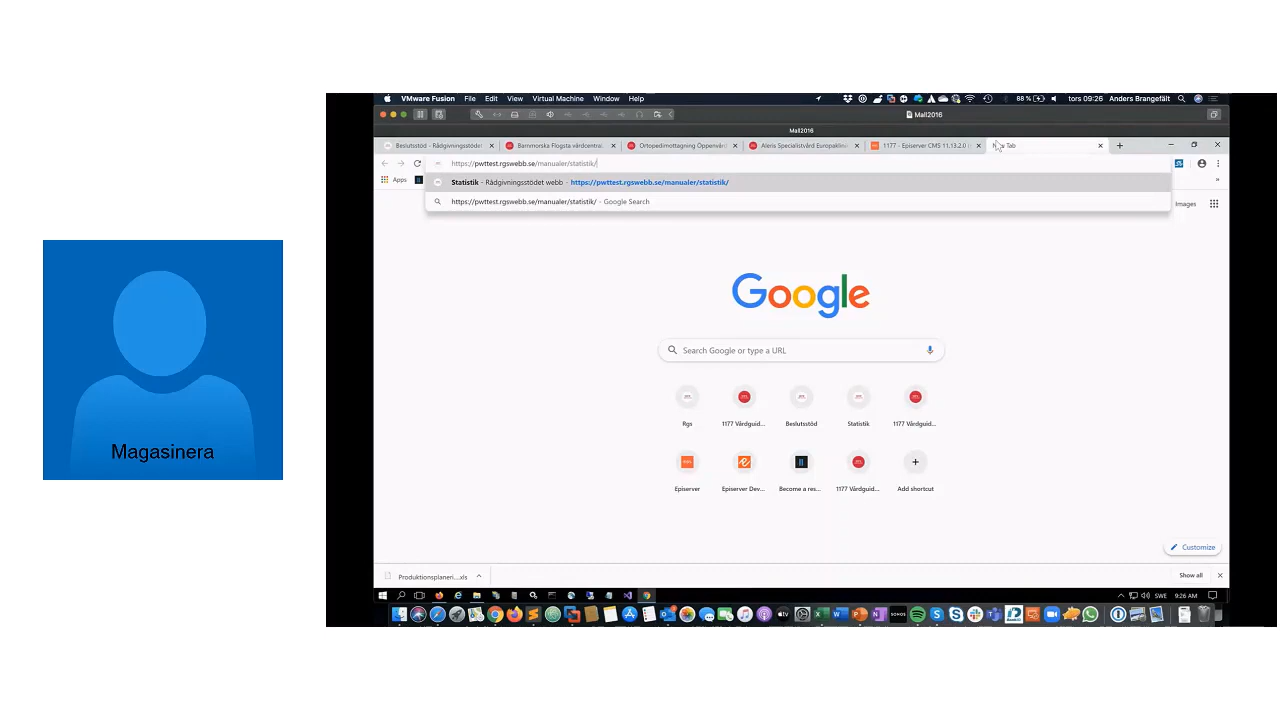 VMware Fusion File Edit View Virtual Machine Window Help
88 % tors 09:26 Anders Brangefält
Mall2016
Mall2016
Beslutsstöd - Rådgivningsstödet
Barnmorska Flogsta vårdcentra
Ortopedimottagning Öppenvård
Aleris Specialistvård Europaklini
1177 - Episerver CMS 11.13.2.0
Tab
https://pwttest.rgswebb.se/manualer/statistik/
Statistik - Rådgivningsstödet webb - https://pwttest.rgswebb.se/manualer/statistik/
Apps
https://pwttest.rgswebb.se/manualer/statistik/ - Google Search
Images
Google
Search Google or type a URL
Rgs
1177 Vårdguid...
Beslutsstöd
Statistik
1177 Vårdguid...
Magasinera
Episerver
Episerver Dev...
Become a res...
1177 Vårdguid...
Add shortcut
Customize
Produktionsplaneri....xls
Show all
SWE 9:26 AM
SONOS